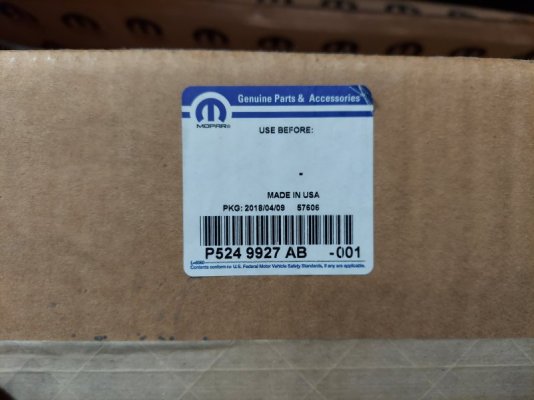 Genuine Parts & Accessories
MOPAR®
USE BEFORE:
-
MADE IN USA
PKG: 2018/04/09 57606
P524 9927 AB -001
Contents conform to U.S. Federal Motor Vehicle Safety Standards, if any are applicable.